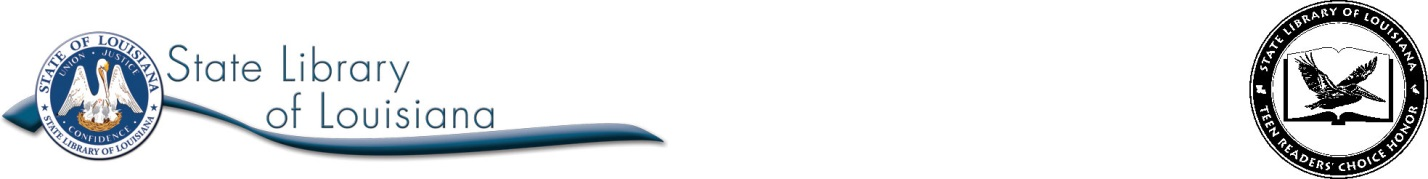 STATE OF LOUISIANA
UNION · JUSTICE
CONFIDENCE
STATE LIBRARY OF LOUISIANA
State Library
of Louisiana
STATE LIBRARY OF LOUISIANA
TEEN READERS' CHOICE HONOR